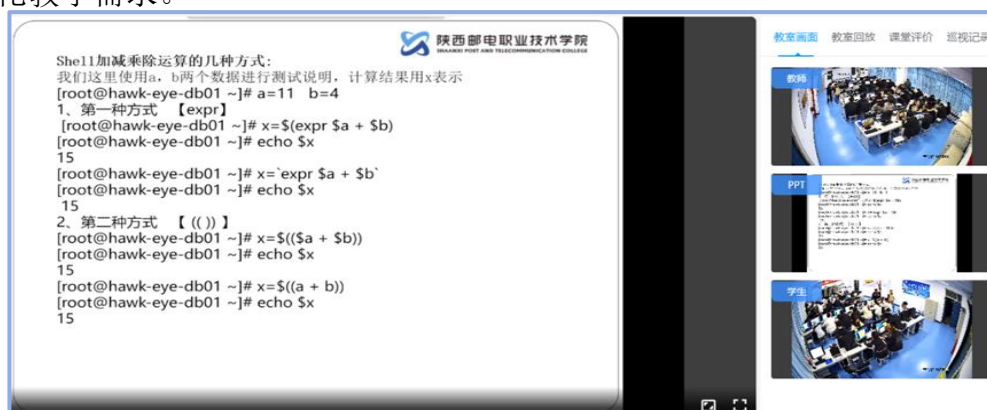 化教学需求。
陕西邮电职业技术学院
SHAANXI POST AND TELECOMMUNICATION COLLEGE
Shell加减乘除运算的几种方式:
我们这里使用a，b两个数据进行测试说明，计算结果用x表示
[root@hawk-eye-db01 ~]# a=11 b=4
1、第一种方式 【expr】
[root@hawk-eye-db01 ~]# x=$(expr $a + $b)
[root@hawk-eye-db01 ~]# echo $x
15
[root@hawk-eye-db01 ~]# x=`expr $a + $b`
[root@hawk-eye-db01 ~]# echo $x
15
2、第二种方式 【 (( )) 】
[root@hawk-eye-db01 ~]# x=$(($a + $b))
[root@hawk-eye-db01 ~]# echo $x
15
[root@hawk-eye-db01 ~]# x=$((a + b))
[root@hawk-eye-db01 ~]# echo $x
15
教室画面 教室回放 课堂评价 巡视记录
教师
PPT
学生